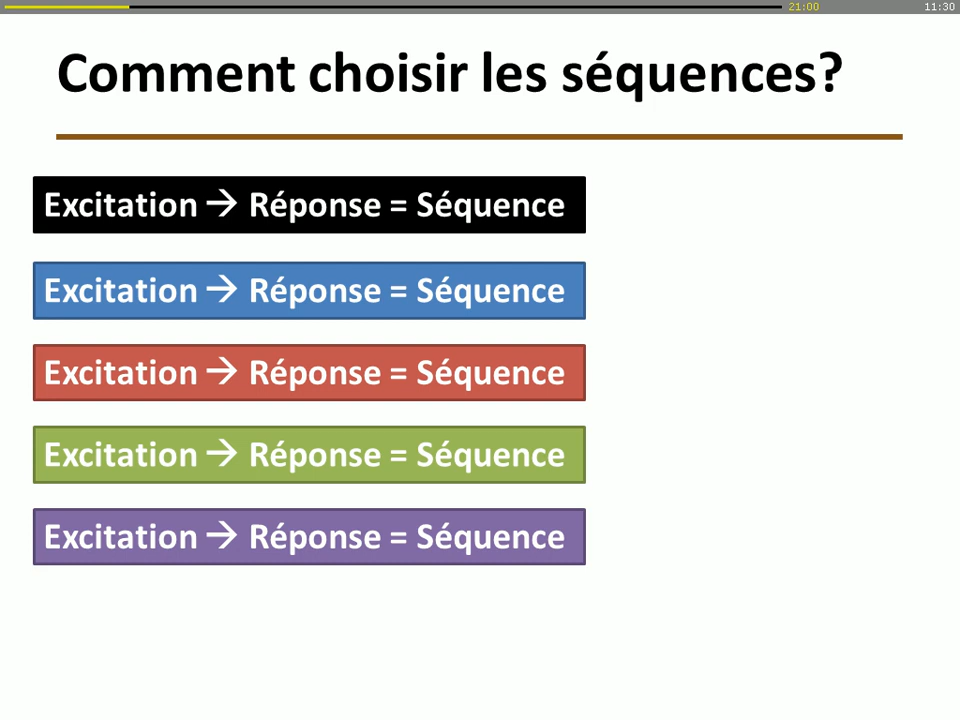 21:00 11:30
Comment choisir les séquences?
Excitation → Réponse = Séquence
Excitation → Réponse = Séquence
Excitation → Réponse = Séquence
Excitation → Réponse = Séquence
Excitation → Réponse = Séquence